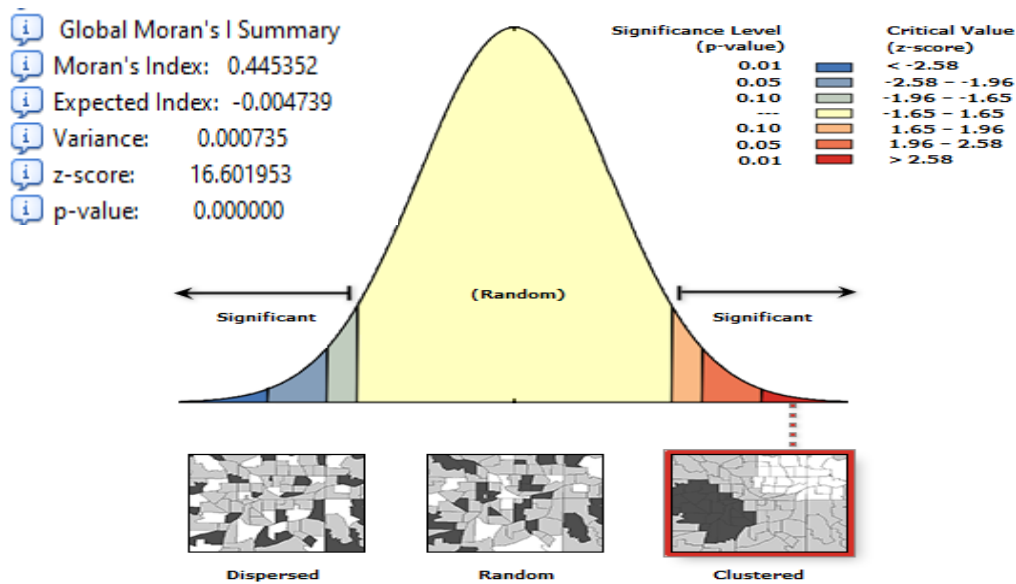 Global Moran's I Summary
Moran's Index: 0.445352
Expected Index: -0.004739
Variance: 0.000735
z-score: 16.601953
p-value: 0.000000
Significance Level
(p-value)
Critical Value
(z-score)
0.01 < -2.58
0.05 -2.58 – -1.96
0.10 -1.96 – -1.65
--- -1.65 – 1.65
0.10 1.65 – 1.96
0.05 1.96 – 2.58
0.01 > 2.58
(Random)
Significant
Significant
Dispersed
Random
Clustered